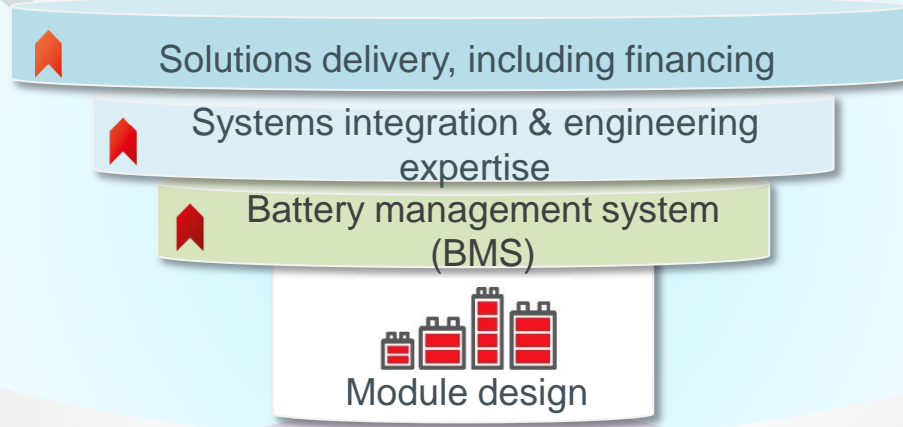 Solutions delivery, including financing
Systems integration & engineering
expertise
Battery management system
(BMS)
Module design